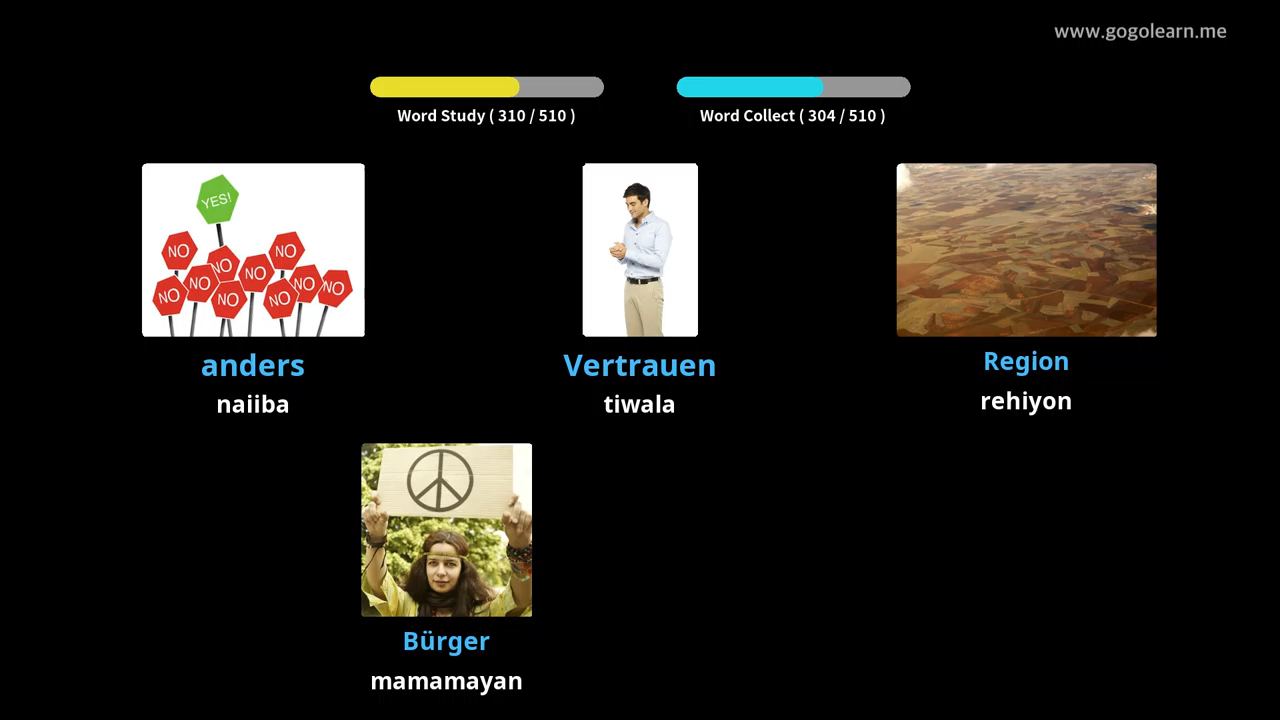 www.gogolearn.me
Word Study ( 310 / 510 )
Word Collect ( 304 / 510 )
YES!
NO
NO
NO
NO
NO
NO
NO
NO
NO
NO
anders
naiiba
Vertrauen
tiwala
Region
rehiyon
Bürger
mamamayan